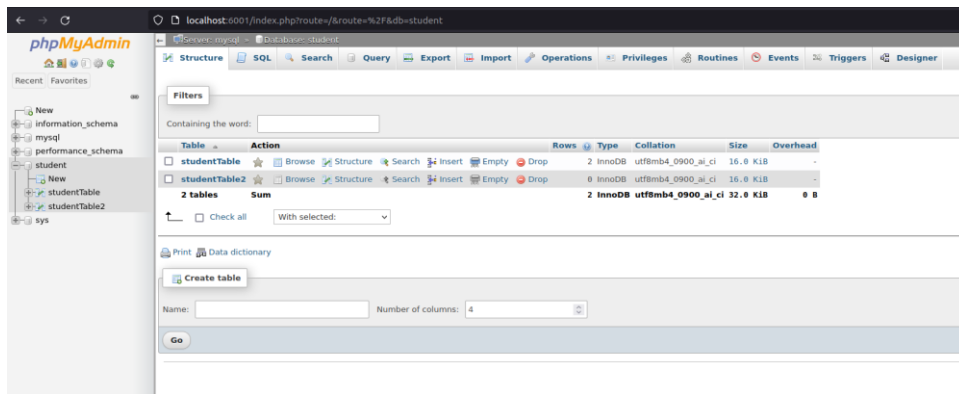 localhost:6001/index.php?route=/&route=%2F&db=student
phpMyAdmin
Recent Favorites
New
information_schema
mysql
performance_schema
student
New
studentTable
studentTable2
sys
Server: mysql » Database: student
Structure SQL Search Query Export Import Operations Privileges Routines Events Triggers Designer
Filters
Containing the word:
Table Action Rows Type Collation Size Overhead
studentTable Browse Structure Search Insert Empty Drop 2 InnoDB utf8mb4_0900_ai_ci 16.0 KiB -
studentTable2 Browse Structure Search Insert Empty Drop 0 InnoDB utf8mb4_0900_ai_ci 16.0 KiB -
2 tables Sum 2 InnoDB utf8mb4_0900_ai_ci 32.0 KiB 0 B
Check all With selected:
Print Data dictionary
Create table
Name: Number of columns: 4
Go